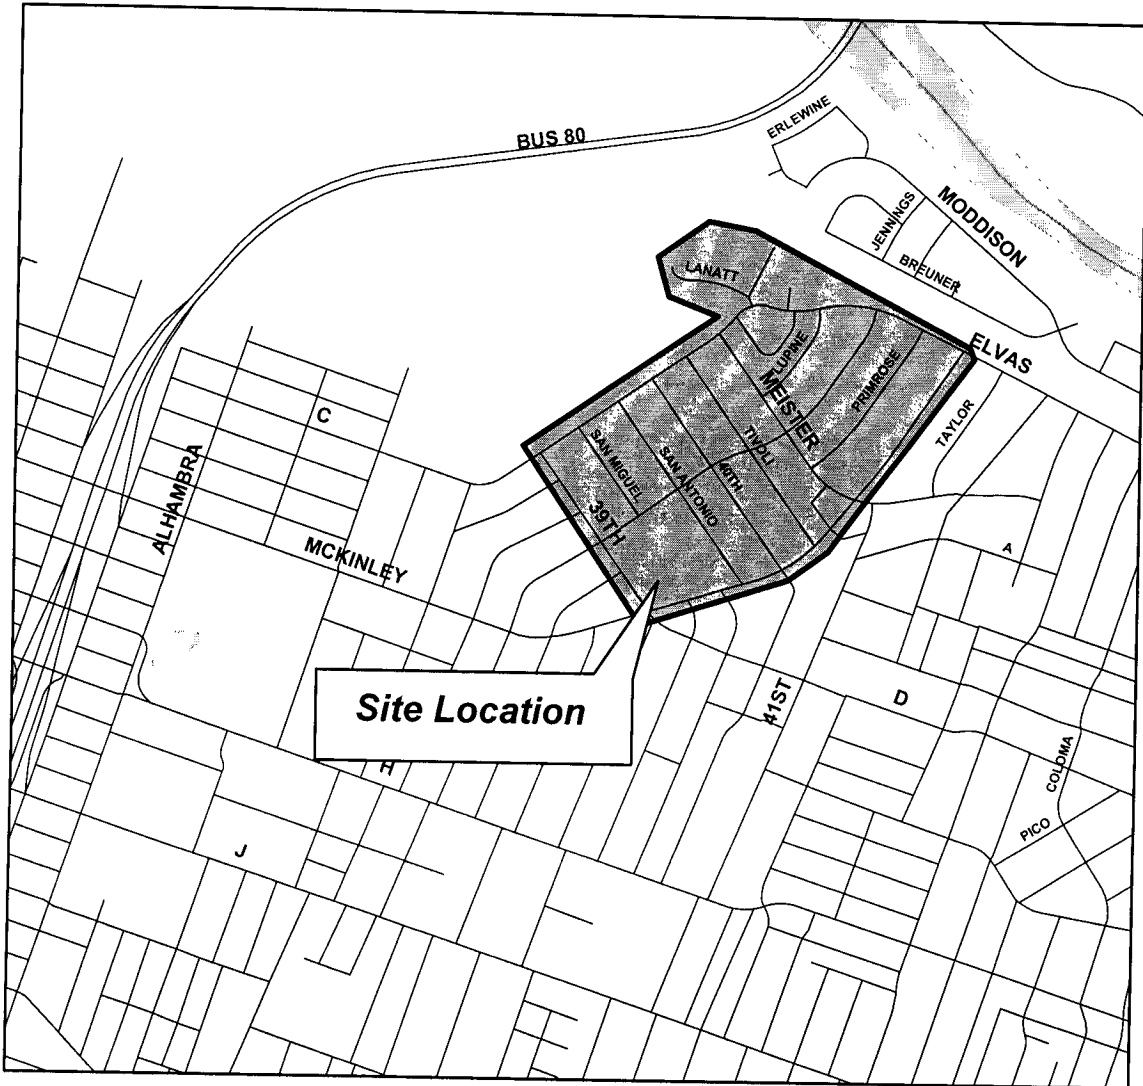 BUS 80
ERLEWINE
MODDISON
JENNINGS
BREUNER
LANATT
ELVAS
LUPINE
MEISTER
PRIMROSE
TAYLOR
C
SAN MIGUEL
SAN ANTONIO
40TH
TIVOLI
39TH
ALHAMBRA
MCKINLEY
A
Site Location
41ST
D
H
COLOMA
PICO
J